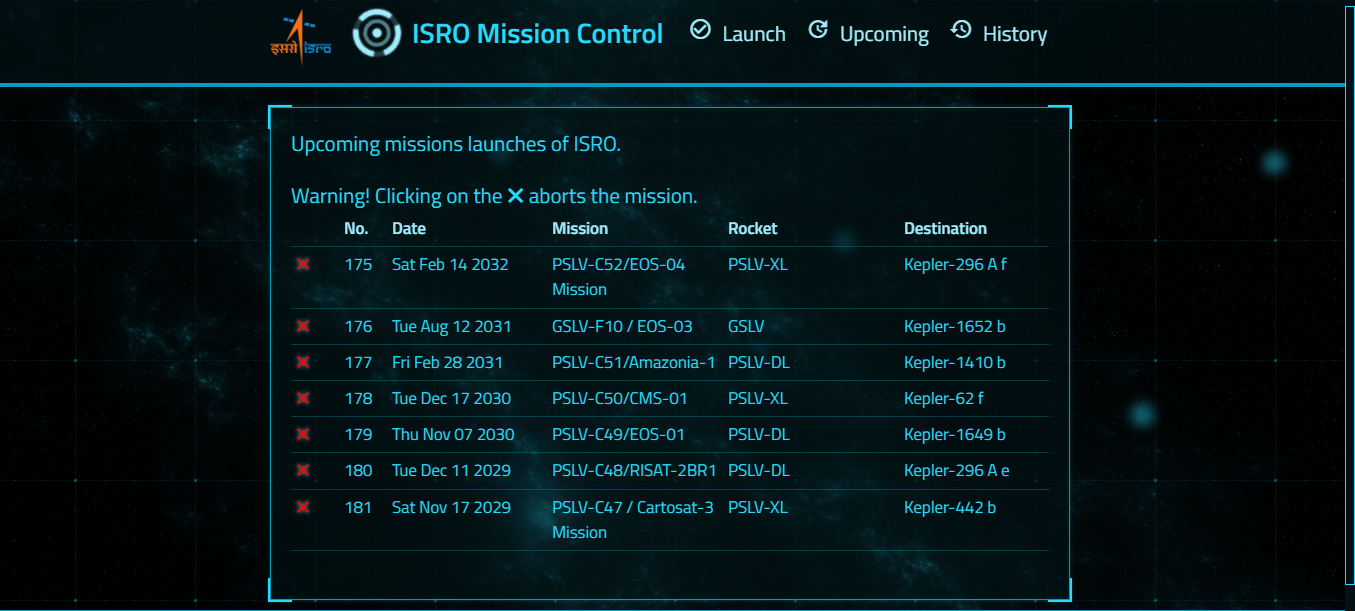 इसरो isro ISRO Mission Control Launch Upcoming History
Upcoming missions launches of ISRO.
Warning! Clicking on the ✕ aborts the mission.
No. Date Mission Rocket Destination
175 Sat Feb 14 2032 PSLV-C52/EOS-04 PSLV-XL Kepler-296 A f
Mission
176 Tue Aug 12 2031 GSLV-F10 / EOS-03 GSLV Kepler-1652 b
177 Fri Feb 28 2031 PSLV-C51/Amazonia-1 PSLV-DL Kepler-1410 b
178 Tue Dec 17 2030 PSLV-C50/CMS-01 PSLV-XL Kepler-62 f
179 Thu Nov 07 2030 PSLV-C49/EOS-01 PSLV-DL Kepler-1649 b
180 Tue Dec 11 2029 PSLV-C48/RISAT-2BR1 PSLV-DL Kepler-296 A e
181 Sat Nov 17 2029 PSLV-C47 / Cartosat-3 PSLV-XL Kepler-442 b
Mission